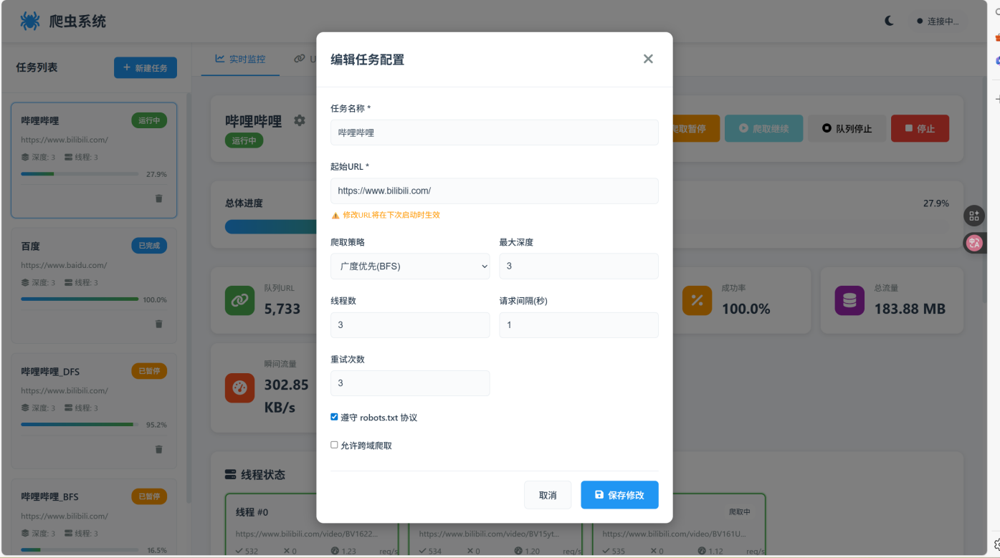 爬虫系统
连接中...
任务列表
+ 新建任务
实时监控
U
哔哩哔哩
运行中
https://www.bilibili.com/
深度: 3 线程: 3
27.9%
百度
已完成
https://www.baidu.com/
深度: 3 线程: 3
100.0%
哔哩哔哩_DFS
已暂停
https://www.bilibili.com/
深度: 3 线程: 3
95.2%
哔哩哔哩_BFS
已暂停
https://www.bilibili.com/
深度: 3 线程: 3
16.5%
哔哩哔哩
运行中
爬取暂停
爬取继续
队列停止
停止
总体进度
27.9%
队列URL
5,733
成功率
100.0%
总流量
183.88 MB
瞬间流量
302.85
KB/s
线程状态
线程 #0
爬取中
https://www.bilibili.com/video/BV1622...
https://www.bilibili.com/video/BV15yt...
https://www.bilibili.com/video/BV161U...
532 0 1.23 req/s
534 0 1.20 req/s
535 0 1.12 req/s
编辑任务配置
任务名称 *
哔哩哔哩
起始URL *
https://www.bilibili.com/
修改URL将在下次启动时生效
爬取策略
最大深度
广度优先(BFS)
3
线程数
请求间隔(秒)
3
1
重试次数
3
遵守 robots.txt 协议
允许跨域爬取
取消
保存修改